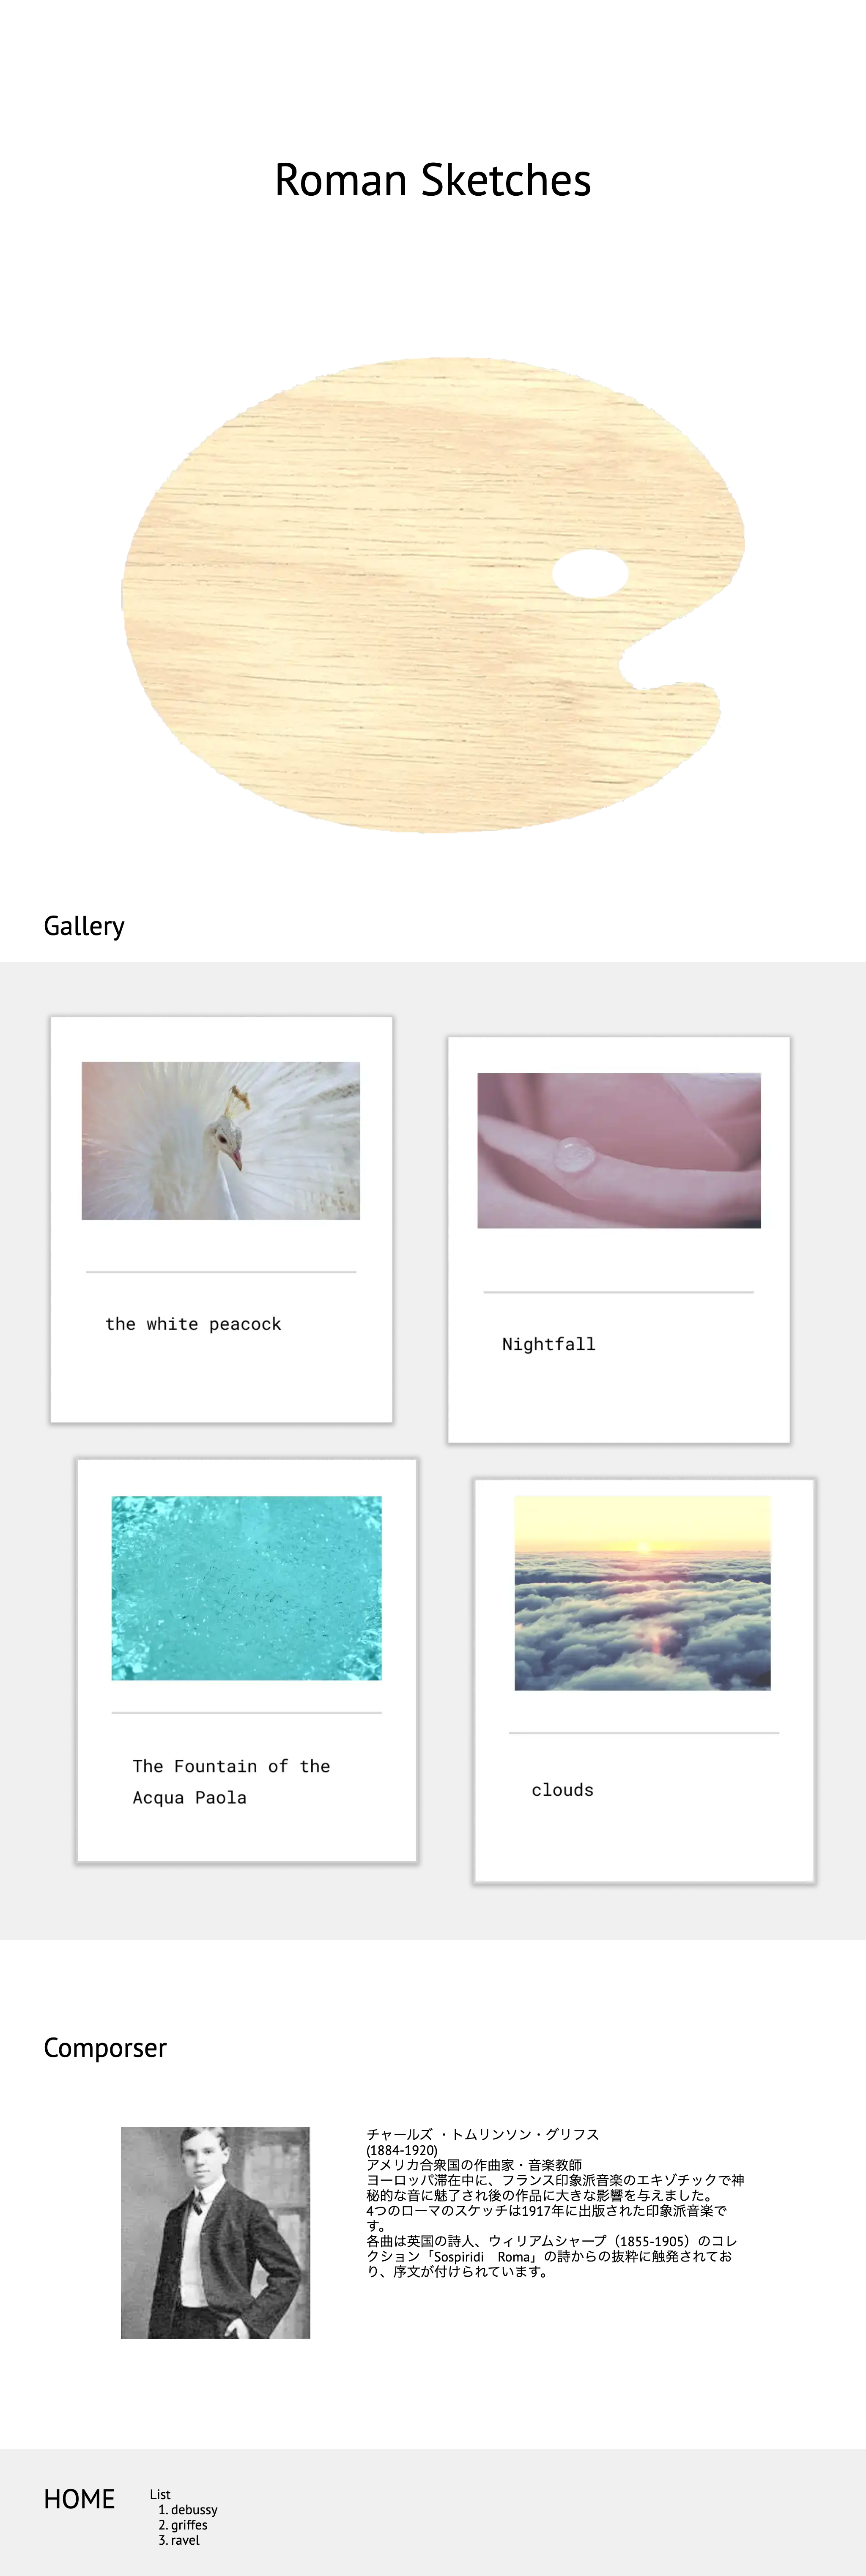 Roman Sketches
Gallery
the white peacock
Nightfall
The Fountain of the
Acqua Paola
clouds
Comporser
チャールズ ・トムリンソン・グリフス
(1884-1920)
アメリカ合衆国の作曲家・音楽教師
ヨーロッパ滞在中に、フランス印象派音楽のエキゾチックで神
秘的な音に魅了され後の作品に大きな影響を与えました。
4つのローマのスケッチは1917年に出版された印象派音楽で
す。
各曲は英国の詩人、ウィリアムシャープ（1855-1905）のコレ
クション「Sospiridi　Roma」の詩からの抜粋に触発されてお
り、序文が付けられています。
HOME
List
1. debussy
2. griffes
3. ravel